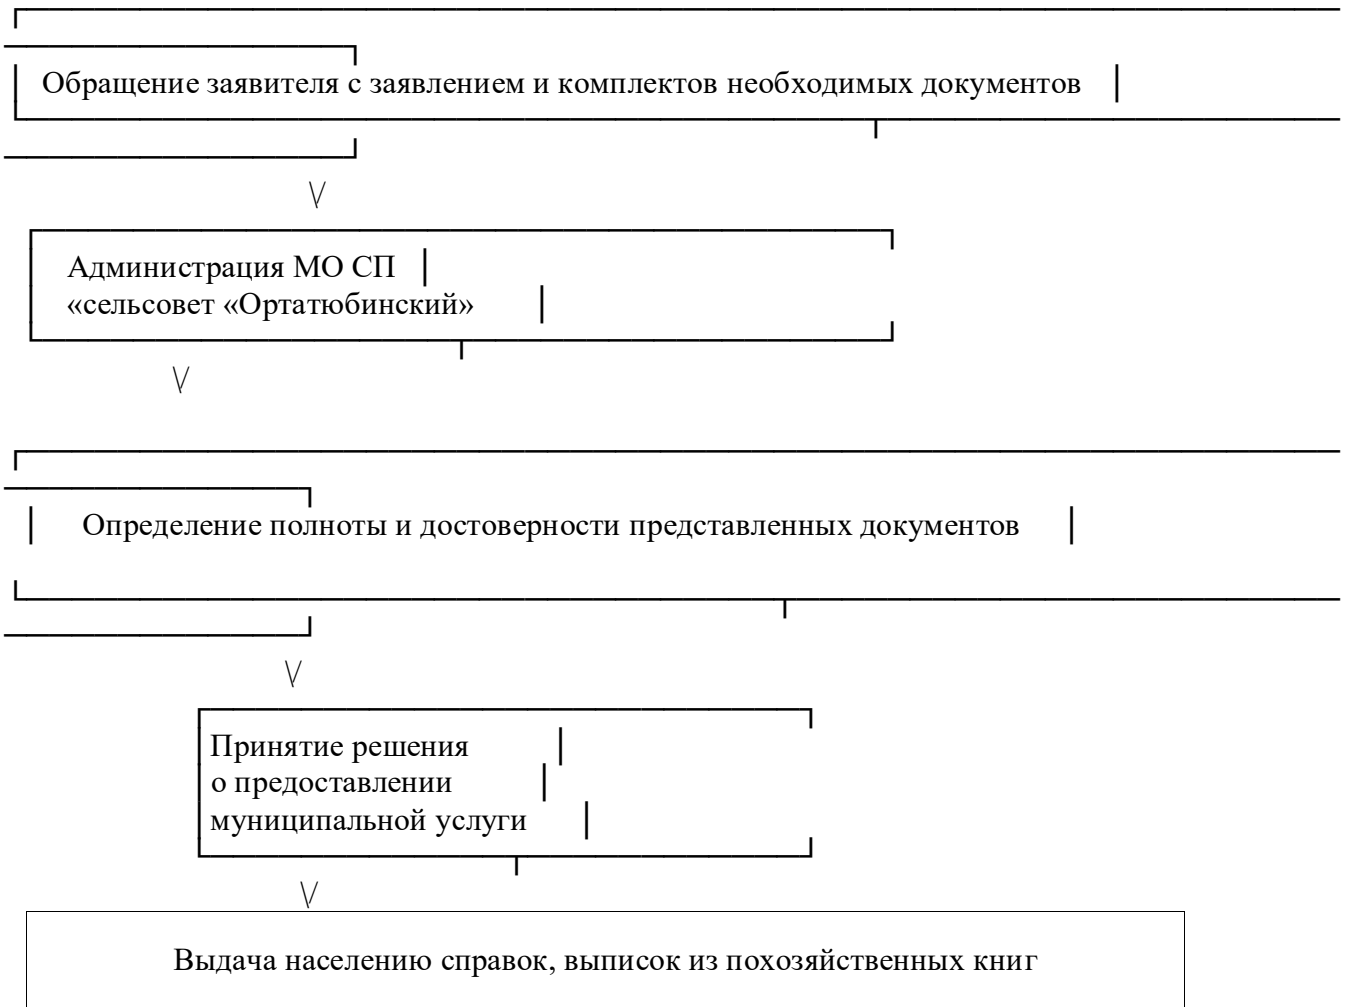 Обращение заявителя с заявлением и комплектов необходимых документов
Администрация МО СП
«сельсовет «Ортатюбинский»
Определение полноты и достоверности представленных документов
Принятие решения
о предоставлении
муниципальной услуги
Выдача населению справок, выписок из похозяйственных книг